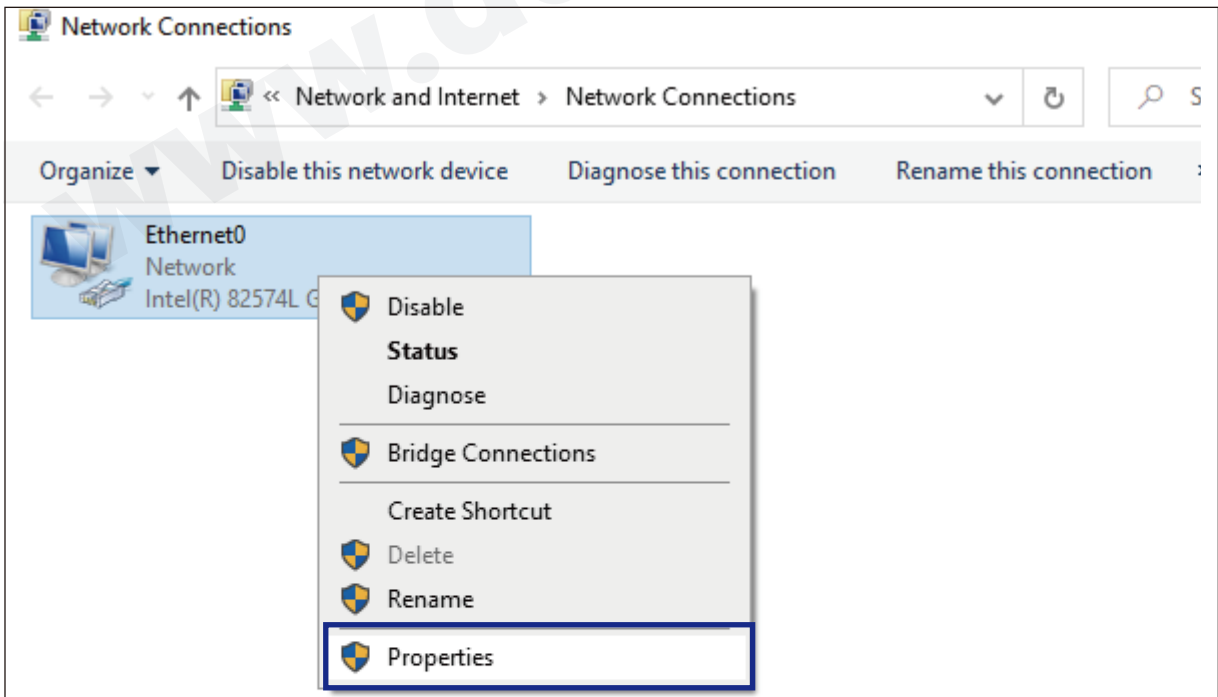 Network Connections
« Network and Internet > Network Connections
Organize Disable this network device Diagnose this connection Rename this connection
Ethernet0
Network
Intel(R) 82574L
Disable
Status
Diagnose
Bridge Connections
Create Shortcut
Delete
Rename
Properties
www.